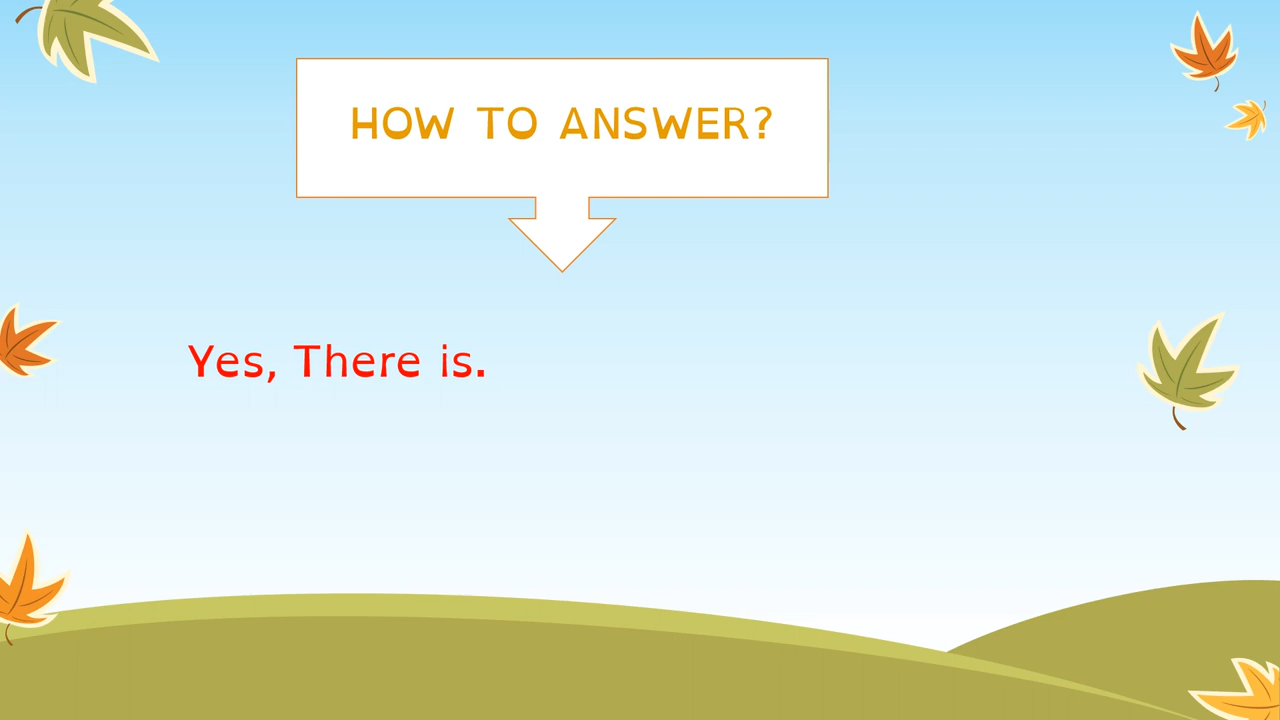 HOW TO ANSWER?
Yes, There is.